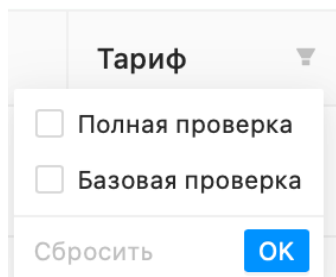 Тариф
Полная проверка
Базовая проверка
Сбросить
OK